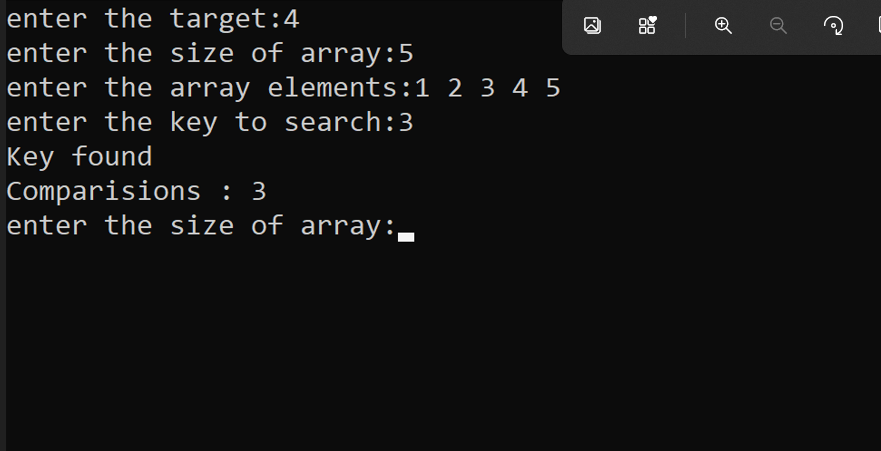 enter the target:4
enter the size of array:5
enter the array elements:1 2 3 4 5
enter the key to search:3
Key found
Comparisions : 3
enter the size of array: